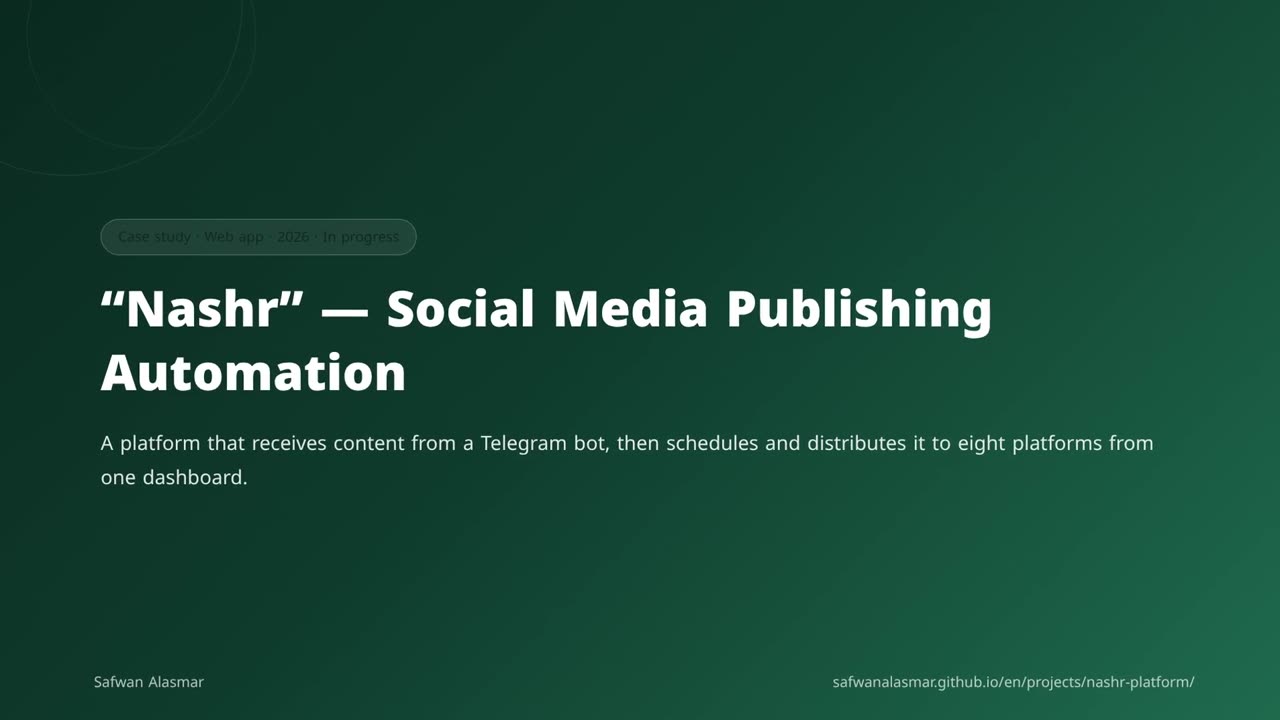 Case study · Web app · 2026 · In progress
“Nashr” — Social Media Publishing
Automation
A platform that receives content from a Telegram bot, then schedules and distributes it to eight platforms from
one dashboard.
Safwan Alasmar
safwanalasmar.github.io/en/projects/nashr-platform/